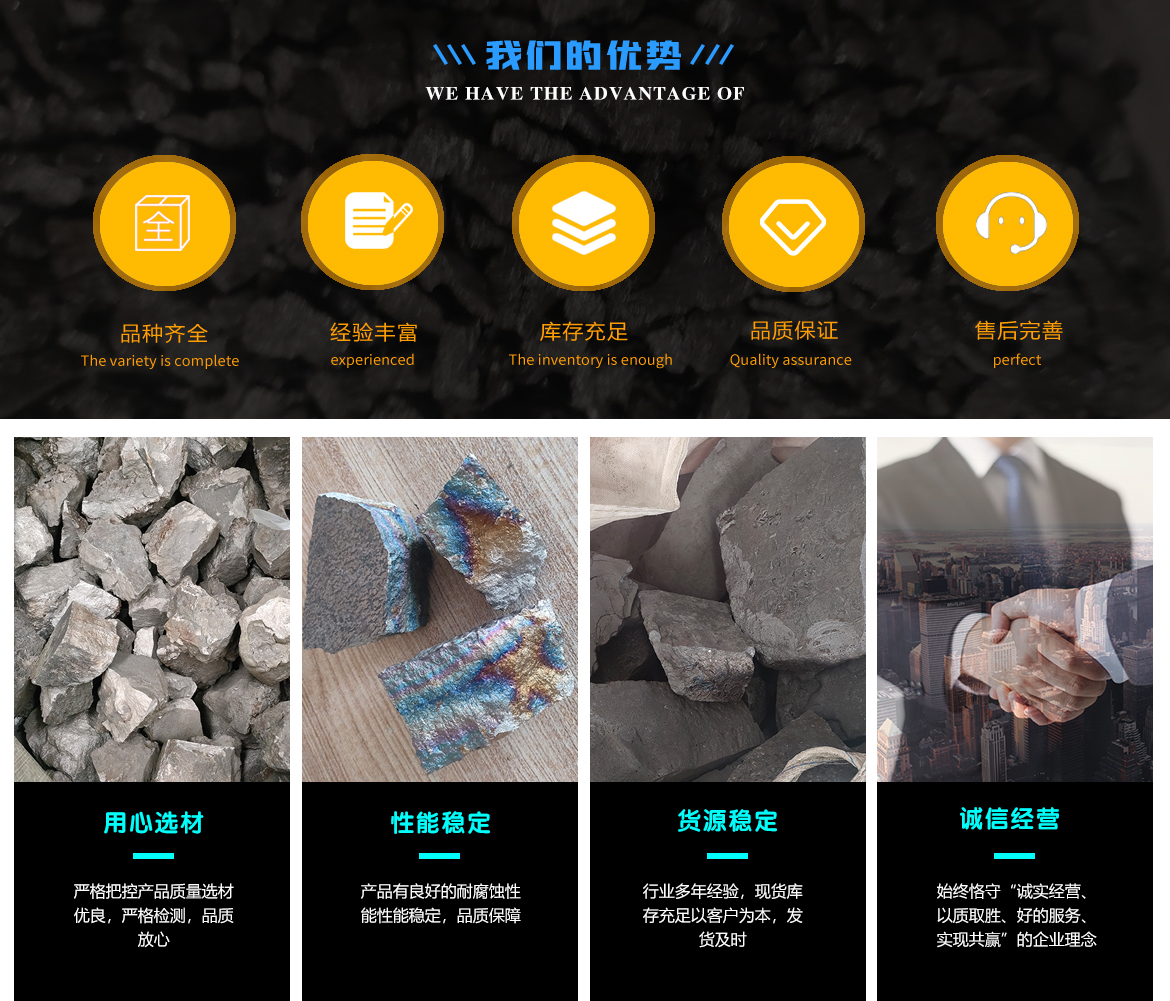 我们的优势
WE HAVE THE ADVANTAGE OF
全
品种齐全
The variety is complete
经验丰富
experienced
库存充足
The inventory is enough
品质保证
Quality assurance
售后完善
perfect
MetLife
用心选材
严格把控产品质量选材
优良，严格检测，品质
放心
性能稳定
产品有良好的耐腐蚀性
能性能稳定，品质保障
货源稳定
行业多年经验，现货库
存充足以客户为本，发
货及时
诚信经营
始终恪守“诚实经营、
以质取胜、好的服务、
实现共赢”的企业理念